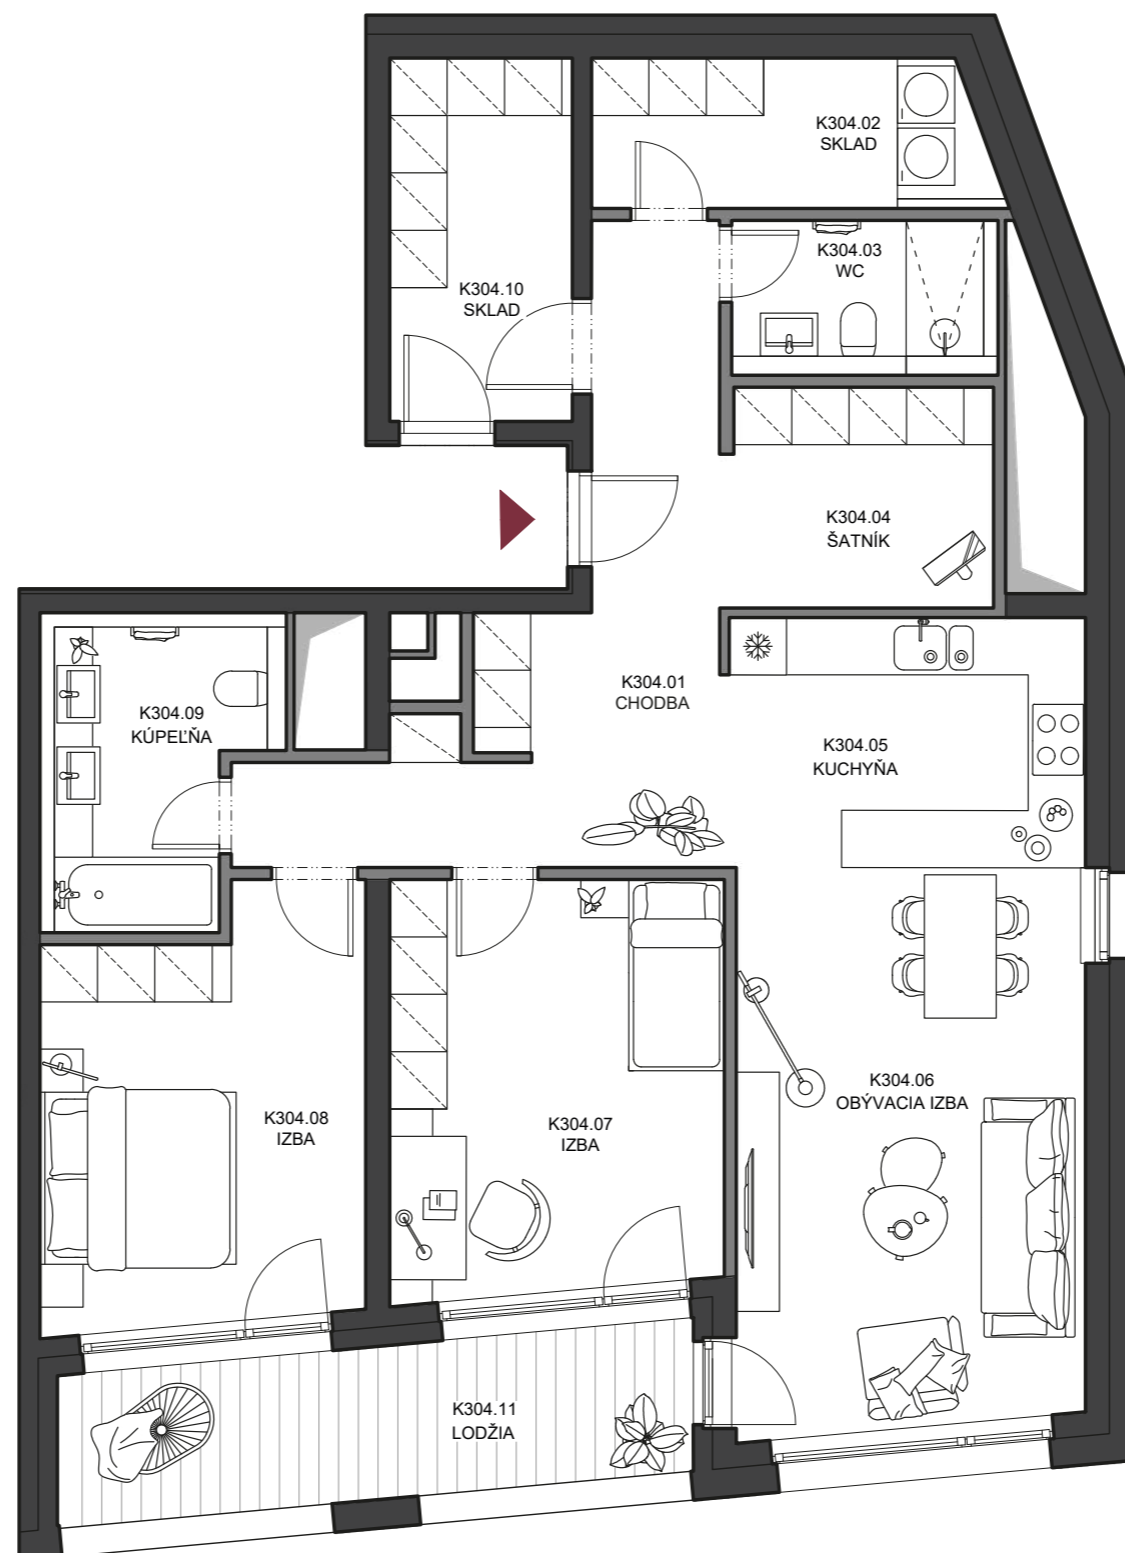 K304.02
SKLAD
K304.03
WC
K304.10
SKLAD
K304.04
ŠATNÍK
K304.01
CHODBA
K304.09
KÚPEĽŇA
K304.05
KUCHYŇA
K304.06
OBÝVACIA IZBA
K304.08
IZBA
K304.07
IZBA
K304.11
LODŽIA